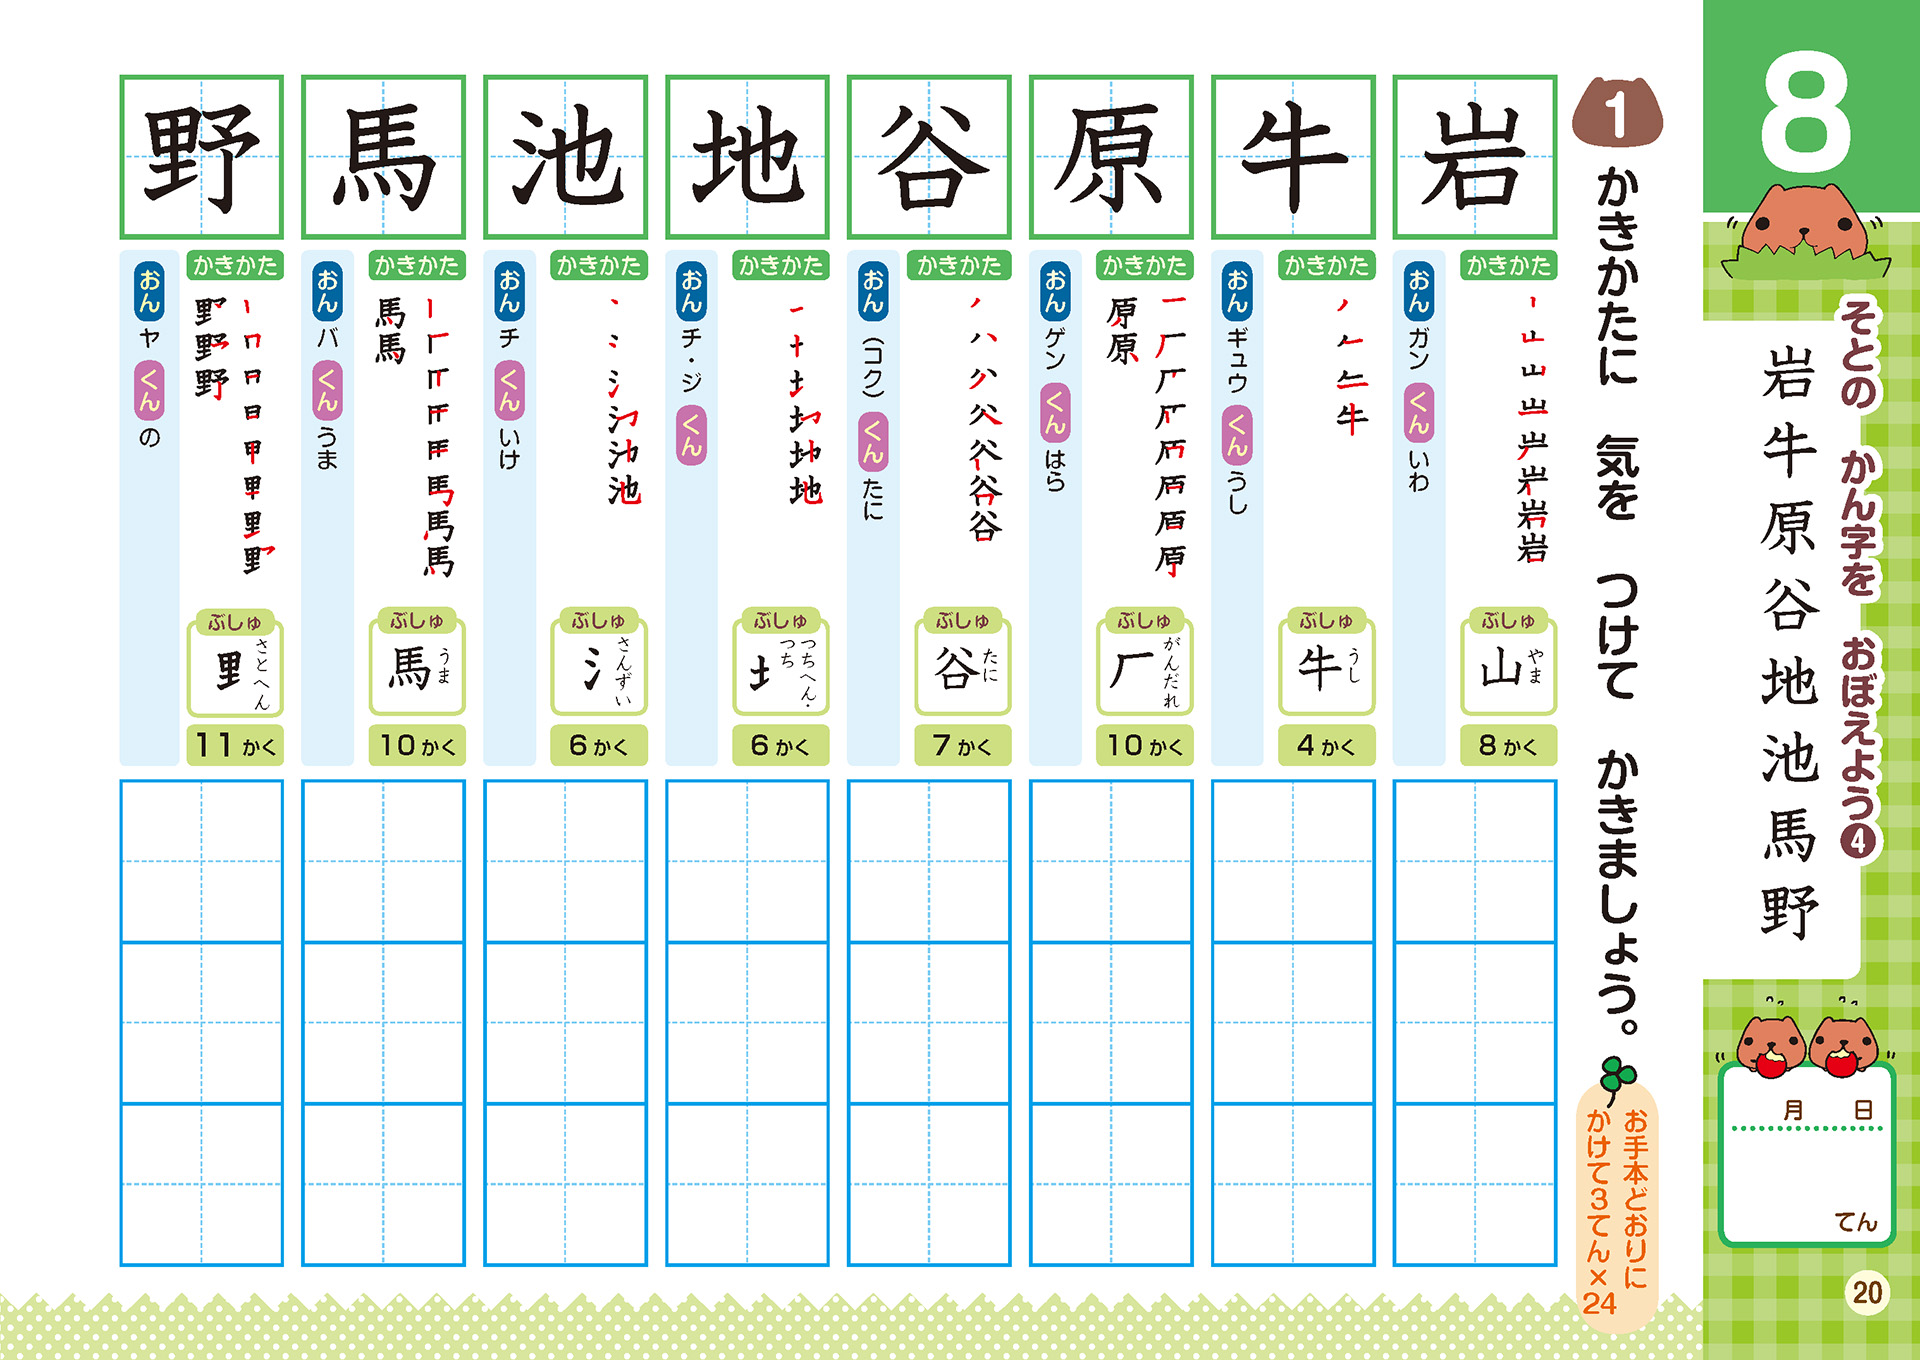 8
そとの かん字を おぼえよう4
岩牛原谷地池馬野
月 日
てん
20
1
かきかたに 気を つけて かきましょう。
お手本どおりに
かけて3てん×24
岩
かきかた
おん ガン くん いわ
ぶしゅ
山 やま
8かく
牛
かきかた
おん ギュウ くん うし
ぶしゅ
牛 うし
4かく
原
かきかた
おん ゲン くん はら
ぶしゅ
厂 がんだれ
10かく
谷
かきかた
おん (コク) くん たに
ぶしゅ
谷 たに
7かく
地
かきかた
おん チ・ジ くん
ぶしゅ
土 つちへん・
つち
6かく
池
かきかた
おん チ くん いけ
ぶしゅ
氵 さんずい
6かく
馬
かきかた
おん バ くん うま
ぶしゅ
馬 うま
10かく
野
かきかた
おん ヤ くん の
ぶしゅ
里 さとへん
11かく